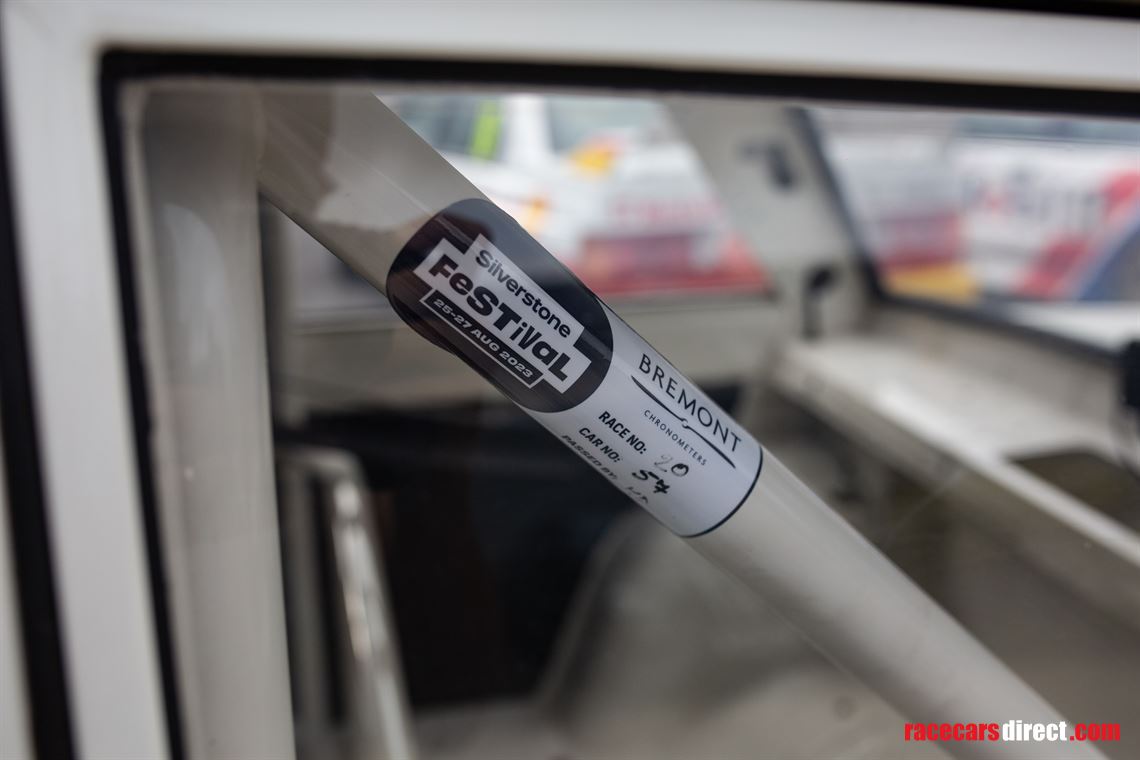 Silverstone
FeSTiVaL
25-27 AUG 2023
BREMONT
CHRONOMETERS
RACE NO: 20
CAR NO: 54
PASSED BY:
racecarsdirect.com